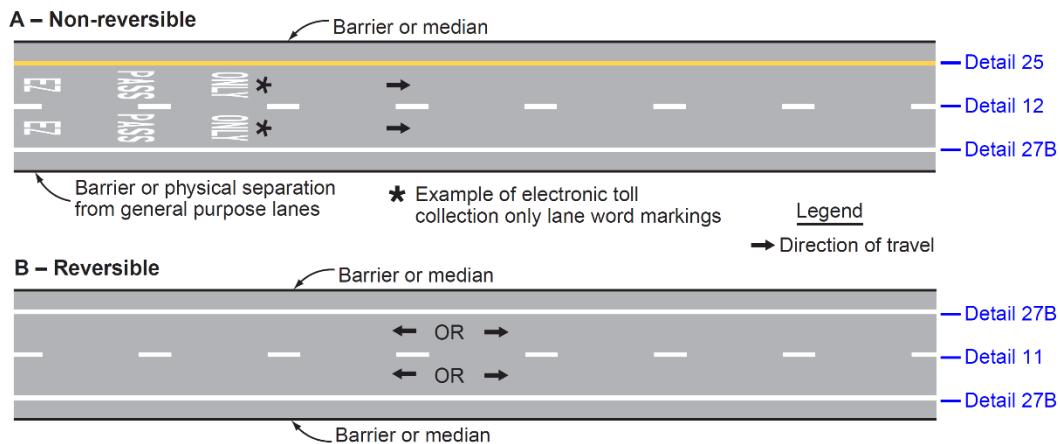 A – Non-reversible
Barrier or median
Detail 25
EZ PASS ONLY *
Detail 12
EZ PASS ONLY *
Detail 27B
Barrier or physical separation
from general purpose lanes
* Example of electronic toll
collection only lane word markings
Legend
Direction of travel
B – Reversible
Barrier or median
Detail 27B
OR
Detail 11
OR
Detail 27B
Barrier or median